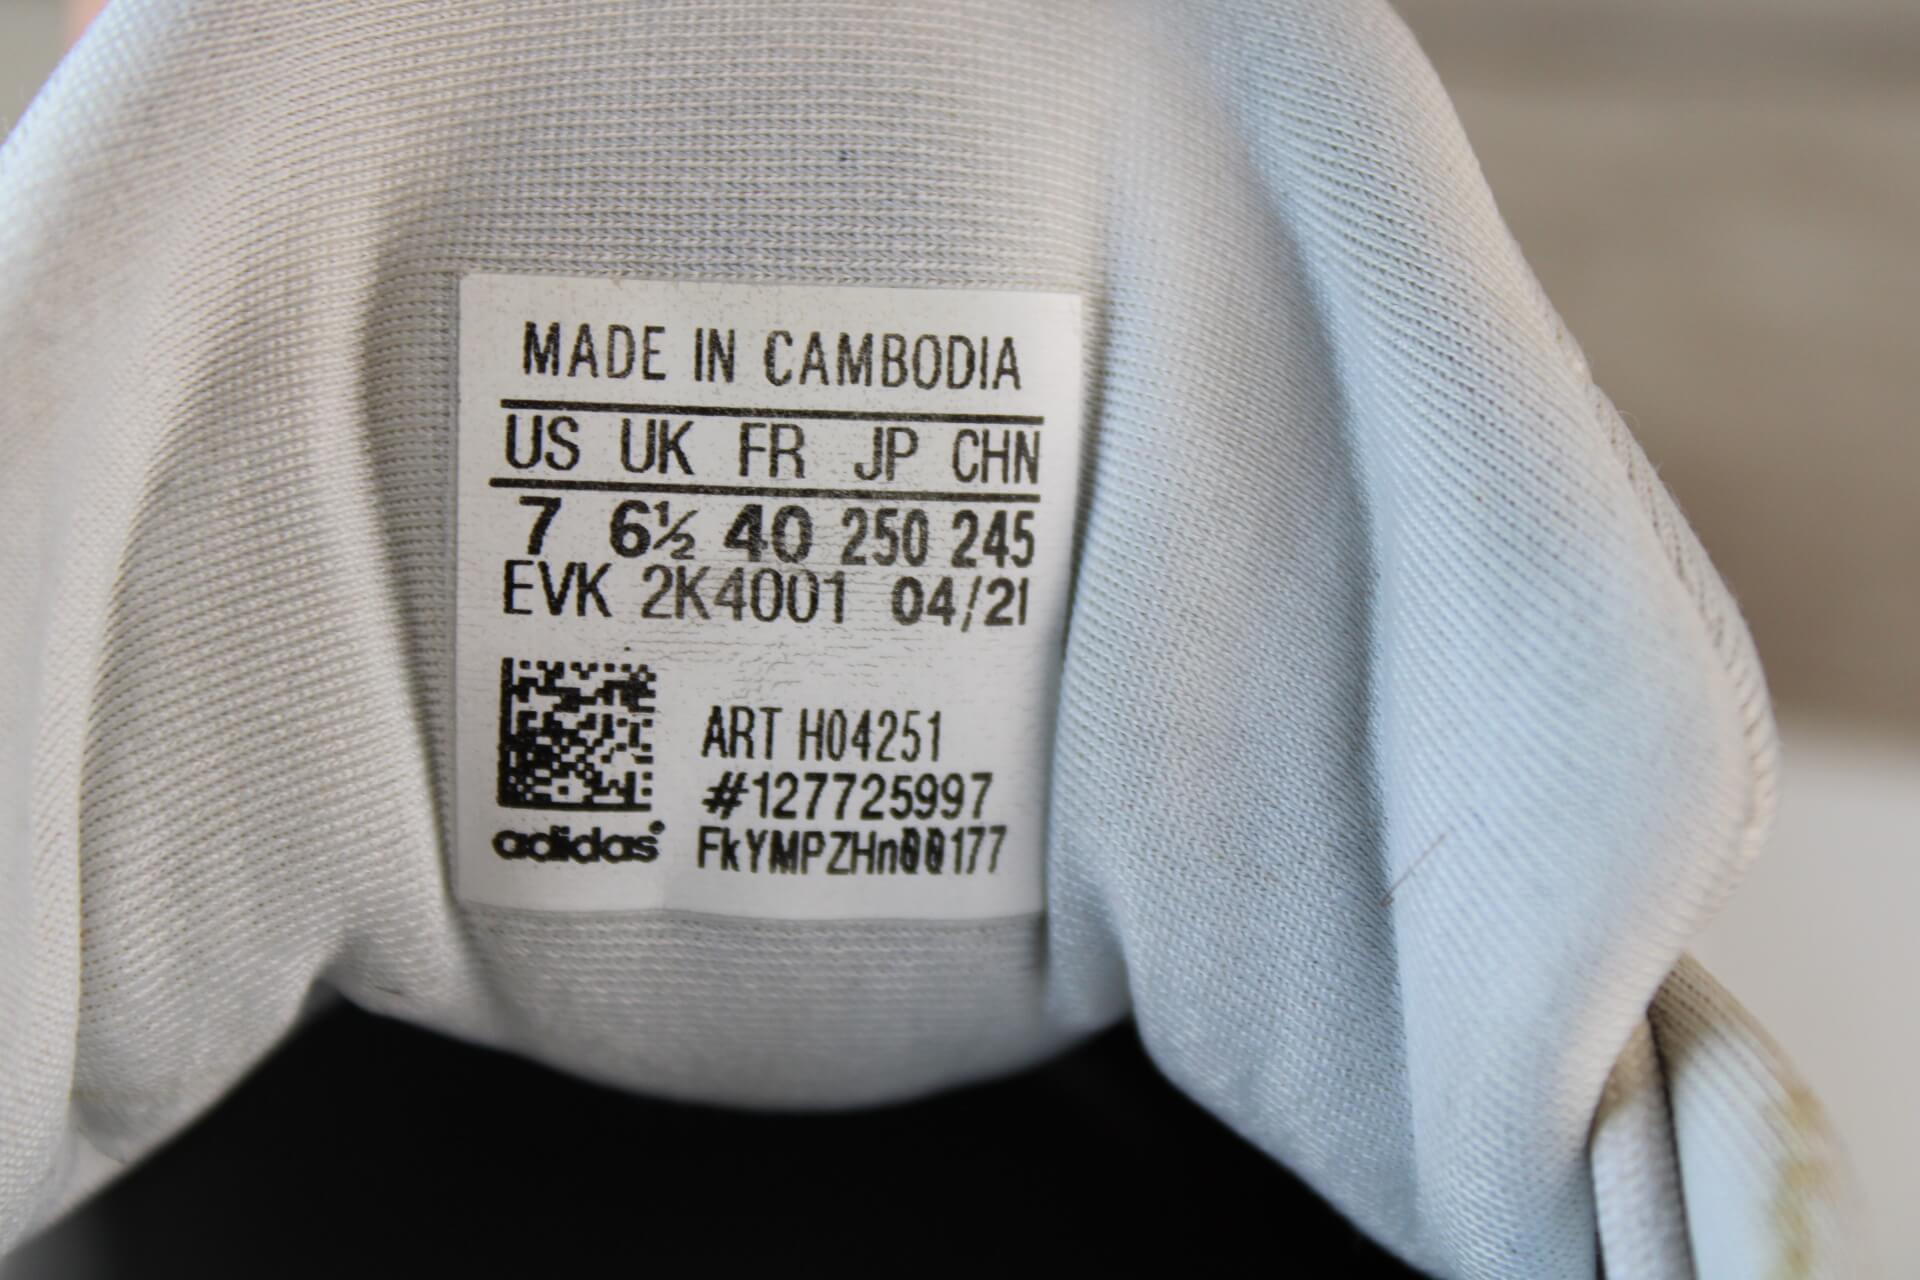 MADE IN CAMBODIA
US UK FR JP CHN
7 6½ 40 250 245
EVK 2K4001 04/21
ART H04251
#127725997
adidas® FkYMPZHn00177